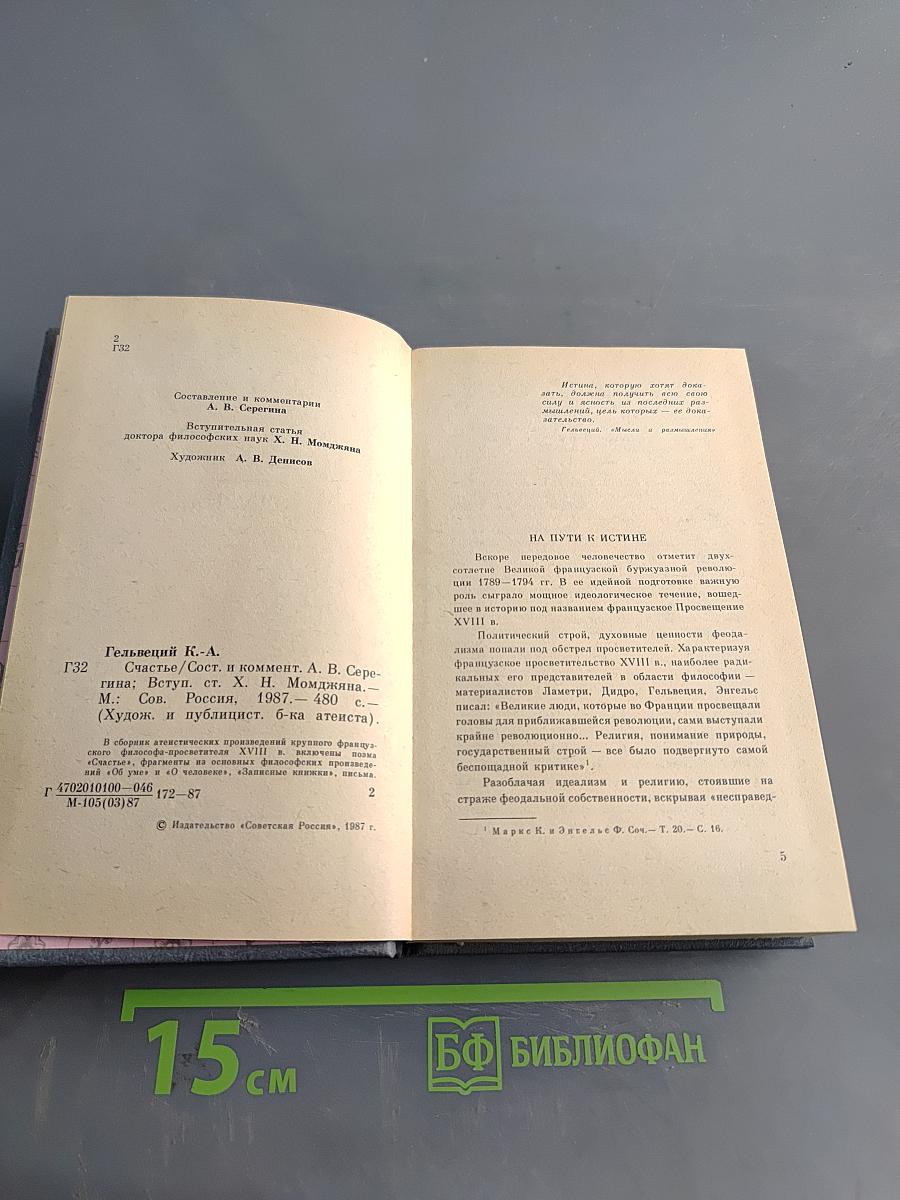 2
Г32
Составление и комментарии
А. В. Серегина
Вступительная статья
доктора философских наук Х. Н. Момджяна
Художник А. В. Денисов
Гельвеций К.-А.
Г32 Счастье/Сост. и коммент. А. В. Сере-
гина; Вступ. ст. Х. Н. Момджяна.—
М.: Сов. Россия, 1987.— 480 с.—
(Худож. и публицист. б-ка атеиста).
В сборник атеистических произведений крупного француз-
ского философа-просветителя XVIII в. включены поэма
«Счастье», фрагменты из основных философских произведе-
ний «Об уме» и «О человеке», «Записные книжки», письма.
Г 4702010100—046
М-105(03)87 172—87 2
© Издательство «Советская Россия», 1987 г.
Истина, которую хотят дока-
зать, должна получить всю свою
силу и ясность из последних раз-
мышлений, цель которых — ее дока-
зательство.
Гельвеций. «Мысли и размышления»
НА ПУТИ К ИСТИНЕ
Вскоре передовое человечество отметит двух-
сотлетие Великой французской буржуазной револю-
ции 1789—1794 гг. В ее идейной подготовке важную
роль сыграло мощное идеологическое течение, вошед-
шее в историю под названием французское Просвещение
XVIII в.
Политический строй, духовные ценности феода-
лизма попали под обстрел просветителей. Характеризуя
французское просветительство XVIII в., наиболее ради-
кальных его представителей в области философии —
материалистов Ламетри, Дидро, Гельвеция, Энгельс
писал: «Великие люди, которые во Франции просвещали
головы для приближавшейся революции, сами выступали
крайне революционно... Религия, понимание природы,
государственный строй — все было подвергнуто самой
беспощадной критике»¹.
Разоблачая идеализм и религию, стоявшие на
страже феодальной собственности, вскрывая «несправед-
¹ Маркс К. и Энгельс Ф. Соч.— Т. 20.— С. 16.
5
15 см
БФ БИБЛИОФАН